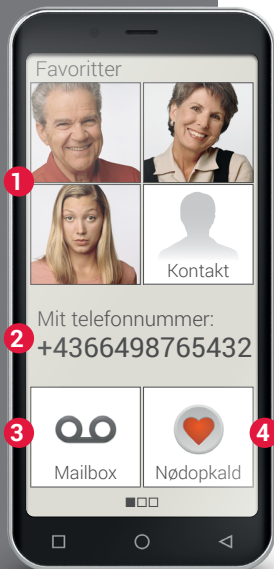 Favoritter
1
Kontakt
Mit telefonnummer:
2
+4366498765432
3
4
Mailbox
Nødopkald